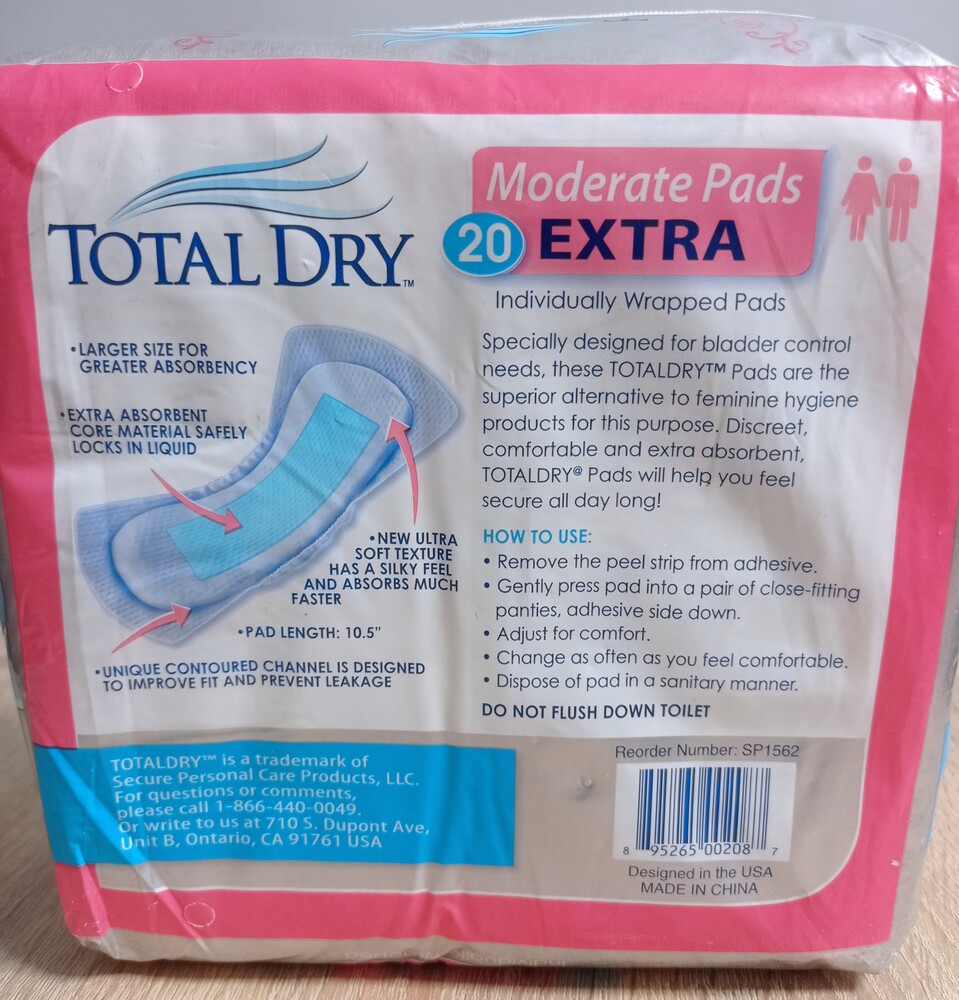 TOTAL DRY™
Moderate Pads
20 EXTRA
Individually Wrapped Pads
•LARGER SIZE FOR
GREATER ABSORBENCY
•EXTRA ABSORBENT
CORE MATERIAL SAFELY
LOCKS IN LIQUID
•NEW ULTRA
SOFT TEXTURE
HAS A SILKY FEEL
AND ABSORBS MUCH
FASTER
•PAD LENGTH: 10.5"
•UNIQUE CONTOURED CHANNEL IS DESIGNED
TO IMPROVE FIT AND PREVENT LEAKAGE
Specially designed for bladder control
needs, these TOTALDRY™ Pads are the
superior alternative to feminine hygiene
products for this purpose. Discreet,
comfortable and extra absorbent,
TOTALDRY® Pads will help you feel
secure all day long!
HOW TO USE:
• Remove the peel strip from adhesive.
• Gently press pad into a pair of close-fitting
panties, adhesive side down.
• Adjust for comfort.
• Change as often as you feel comfortable.
• Dispose of pad in a sanitary manner.
DO NOT FLUSH DOWN TOILET
TOTALDRY™ is a trademark of
Secure Personal Care Products, LLC.
For questions or comments,
please call 1-866-440-0049.
Or write to us at 710 S. Dupont Ave,
Unit B, Ontario, CA 91761 USA
Reorder Number: SP1562
8 95265 00208 7
Designed in the USA
MADE IN CHINA